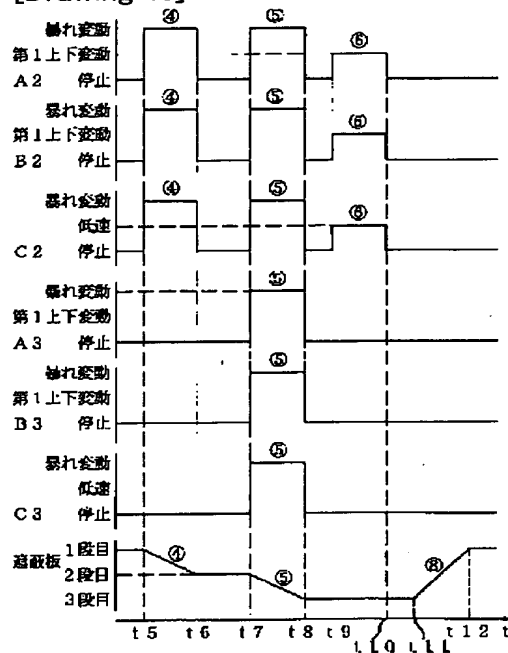 ④ ⑤
暴れ変動
第1上下変動 ⑥
A2 停止
④ ⑤
暴れ変動
第1上下変動 ⑥
B2 停止
④ ⑤
暴れ変動
低速 ⑥
C2 停止
⑤
暴れ変動
第1上下変動
A3 停止
⑤
暴れ変動
第1上下変動
B3 停止
⑤
暴れ変動
低速
C3 停止
1段目
遮蔽板 2段目 ④ ⑤ ⑧
3段目
t5 t6 t7 t8 t9 t12 t
t10 t11